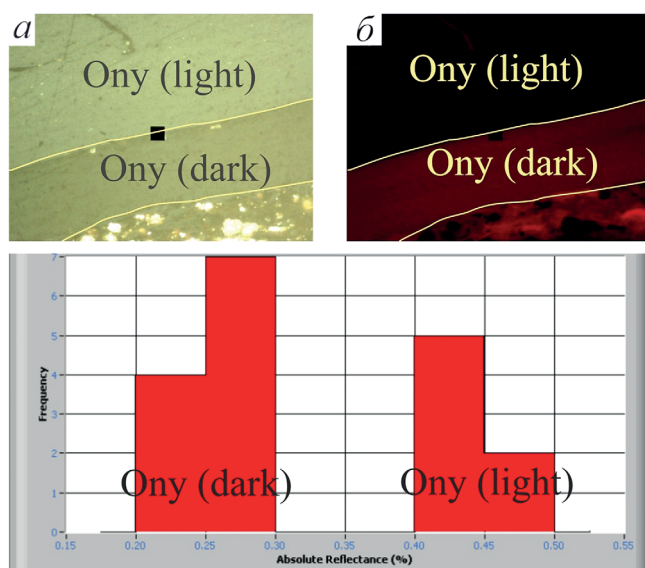 а
Ony (light)
Ony (dark)
б
Ony (light)
Ony (dark)
Frequency
7
6
5
4
3
2
1
0
Ony (dark)
Ony (light)
0.15 0.20 0.25 0.30 0.35 0.40 0.45 0.50 0.55
Absolute Reflectance (%)